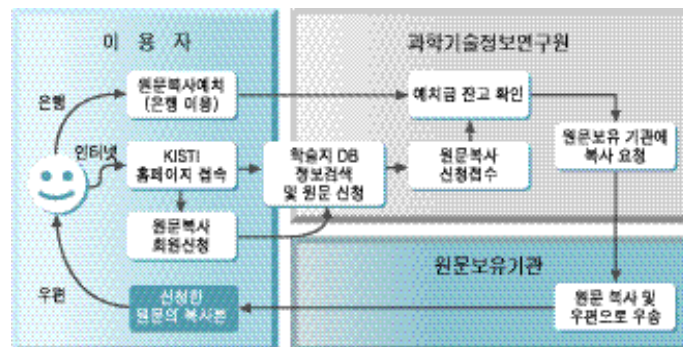 이 용 자
과학기술정보연구원
은행
원문복사예치
(은행 이용)
예치금 잔고 확인
인터넷
KISTI
홈페이지 접속
학술지 DB
정보검색
및 원문 신청
원문복사
신청접수
원문보유 기관에
복사 요청
원문복사
회원신청
원문보유기관
우편
신청한
원문의 복사본
원문 복사 및
우편으로 우송